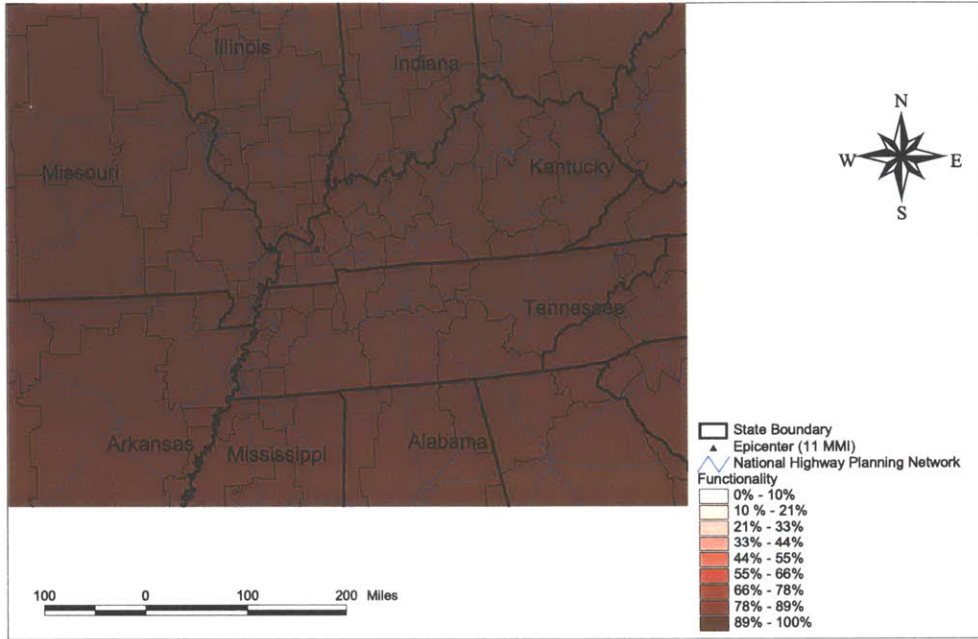 Illinois
Indiana
Missouri
Kantucky
Tennessee
Arkansas
Mississippi
Alabama
N
W E
S
State Boundary
Epicenter (11 MMI)
National Highway Planning Network
Functionality
0% - 10%
10 % - 21%
21% - 33%
33% - 44%
44% - 55%
55% - 66%
66% - 78%
78% - 89%
89% - 100%
100 0 100 200 Miles